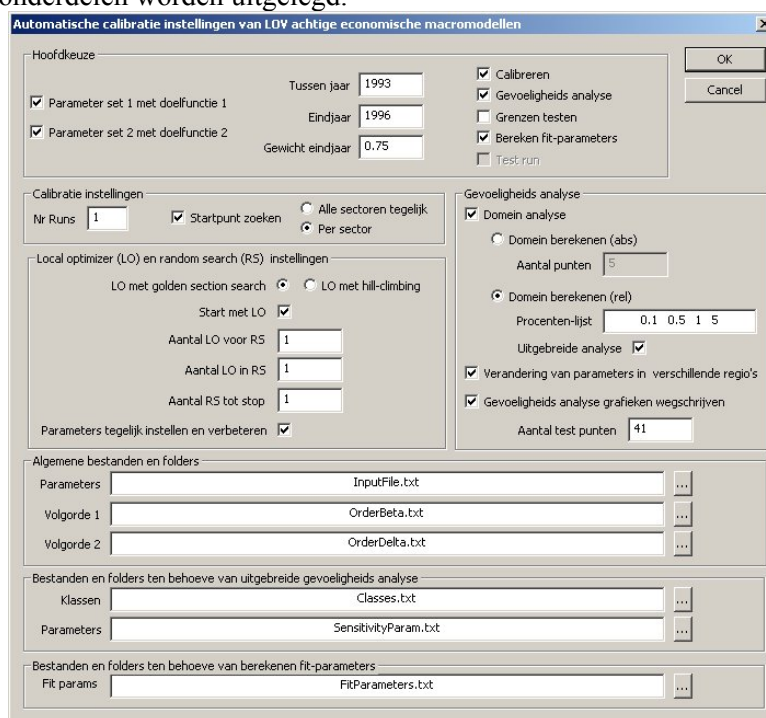 onderdelen worden uitgelegd.
Automatische calibratie instellingen van LOV achtige economische macromodellen
Hoofdkeuze
Parameter set 1 met doelfunctie 1
Parameter set 2 met doelfunctie 2
Tussen jaar 1993
Eindjaar 1996
Gewicht eindjaar 0.75
Calibreren
Gevoeligheids analyse
Grenzen testen
Bereken fit-parameters
Test run
OK
Cancel
Calibratie instellingen
Nr Runs 1
Startpunt zoeken
Alle sectoren tegelijk
Per sector
Local optimizer (LO) en random search (RS) instellingen
LO met golden section search
LO met hill-climbing
Start met LO
Aantal LO voor RS 1
Aantal LO in RS 1
Aantal RS tot stop 1
Parameters tegelijk instellen en verbeteren
Gevoeligheids analyse
Domein analyse
Domein berekenen (abs)
Aantal punten 5
Domein berekenen (rel)
Procenten-lijst 0.1 0.5 1 5
Uitgebreide analyse
Verandering van parameters in verschillende regio's
Gevoeligheids analyse grafieken wegschrijven
Aantal test punten 41
Algemene bestanden en folders
Parameters InputFile.txt ...
Volgorde 1 OrderBeta.txt ...
Volgorde 2 OrderDelta.txt ...
Bestanden en folders ten behoeve van uitgebreide gevoeligheids analyse
Klassen Classes.txt ...
Parameters SensitivityParam.txt ...
Bestanden en folders ten behoeve van berekenen fit-parameters
Fit params FitParameters.txt ...